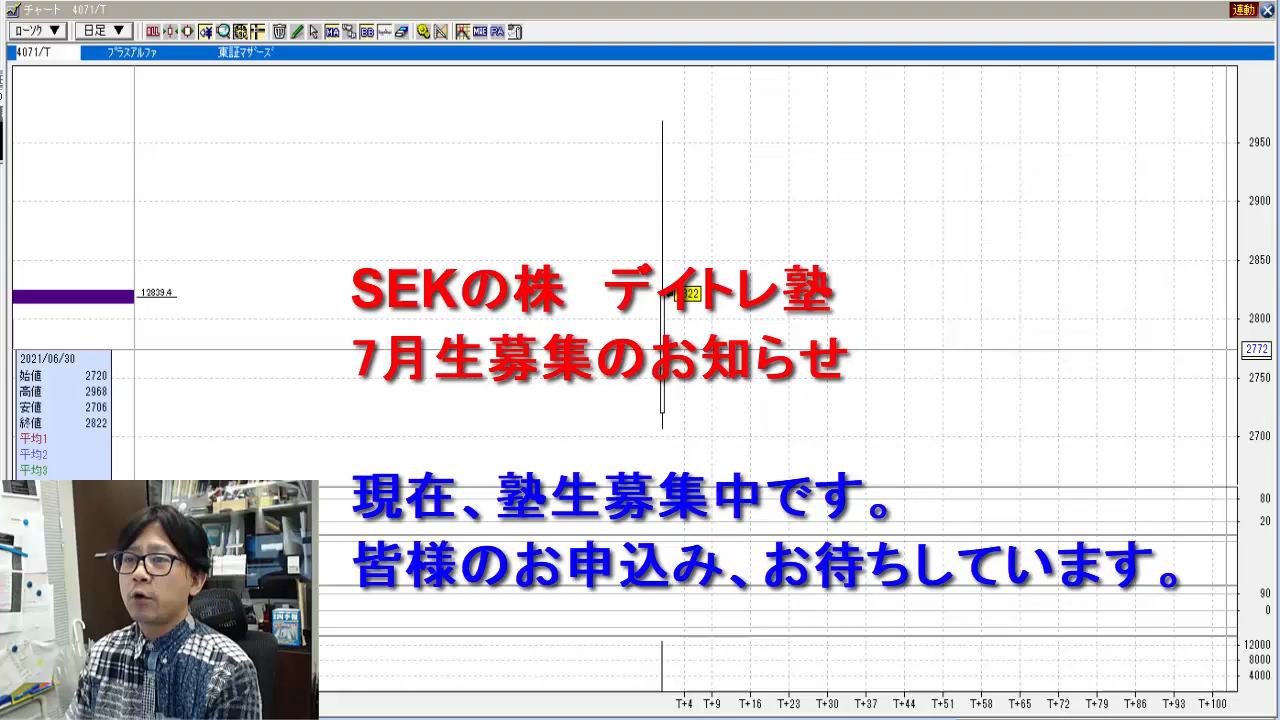 チャート 4071/T
連動
ローソク ▼ 日足 ▼
MA
BB
4071/T プラスアルファ 東証マザーズ
2950
2900
2850
12839.4
SEKの株 デイトレ塾
2800
7月生募集のお知らせ
2772
2750
2700
2021/06/30
始値 2720
高値 2968
安値 2706
終値 2822
平均1
平均2
平均3
現在、塾生募集中です。
80
20
皆様のお申込み、お待ちしています。
90
0
12000
8000
4000
T+4 T+9 T+16 T+23 T+30 T+37 T+44 T+51 T+58 T+65 T+72 T+79 T+86 T+93 T+100